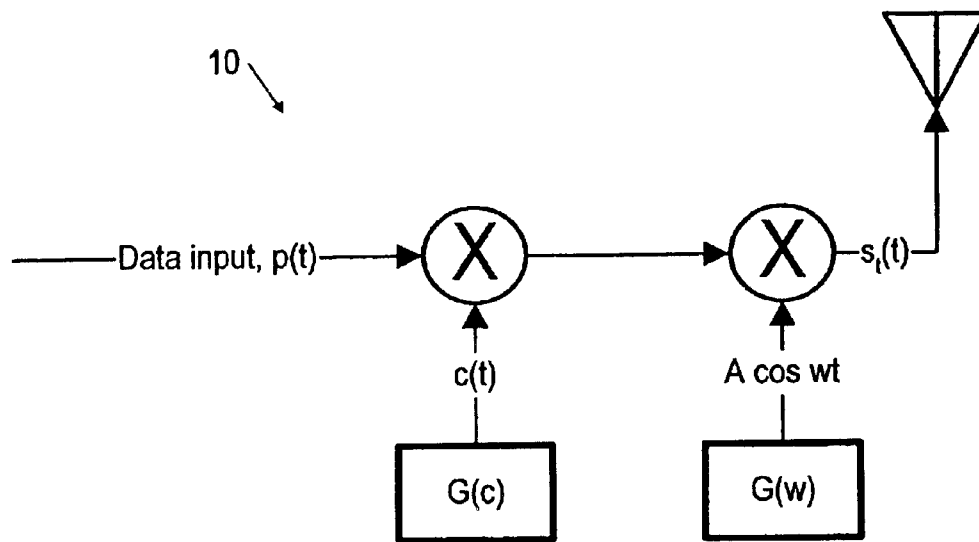 10
Data input, p(t)
X
X
s_t(t)
c(t)
A cos wt
G(c)
G(w)